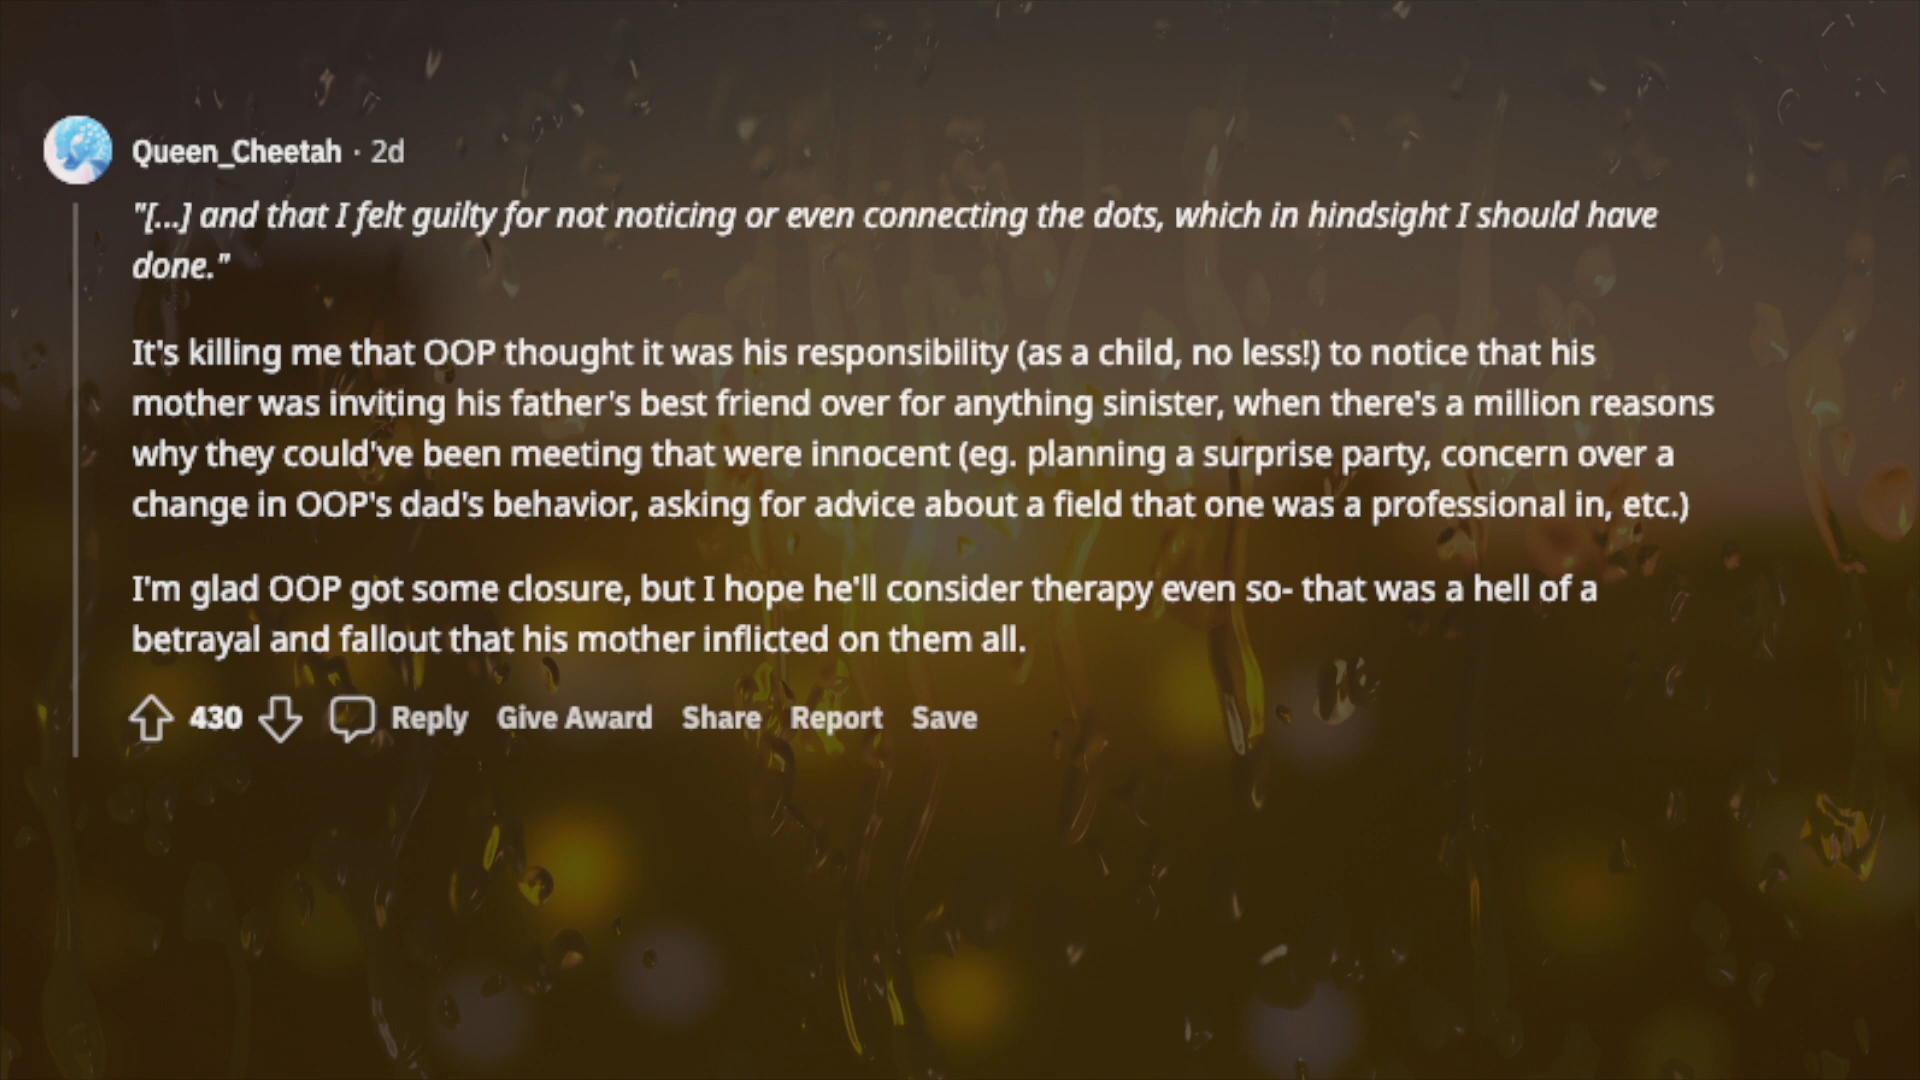 Queen_Cheetah · 2d
"[...] and that I felt guilty for not noticing or even connecting the dots, which in hindsight I should have
done."
It's killing me that OOP thought it was his responsibility (as a child, no less!) to notice that his
mother was inviting his father's best friend over for anything sinister, when there's a million reasons
why they could've been meeting that were innocent (eg. planning a surprise party, concern over a
change in OOP's dad's behavior, asking for advice about a field that one was a professional in, etc.)
I'm glad OOP got some closure, but I hope he'll consider therapy even so- that was a hell of a
betrayal and fallout that his mother inflicted on them all.
430 Reply Give Award Share Report Save